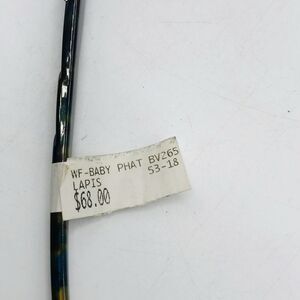 WF-BABY PHAT BV265
LAPIS 53-18
$68.00